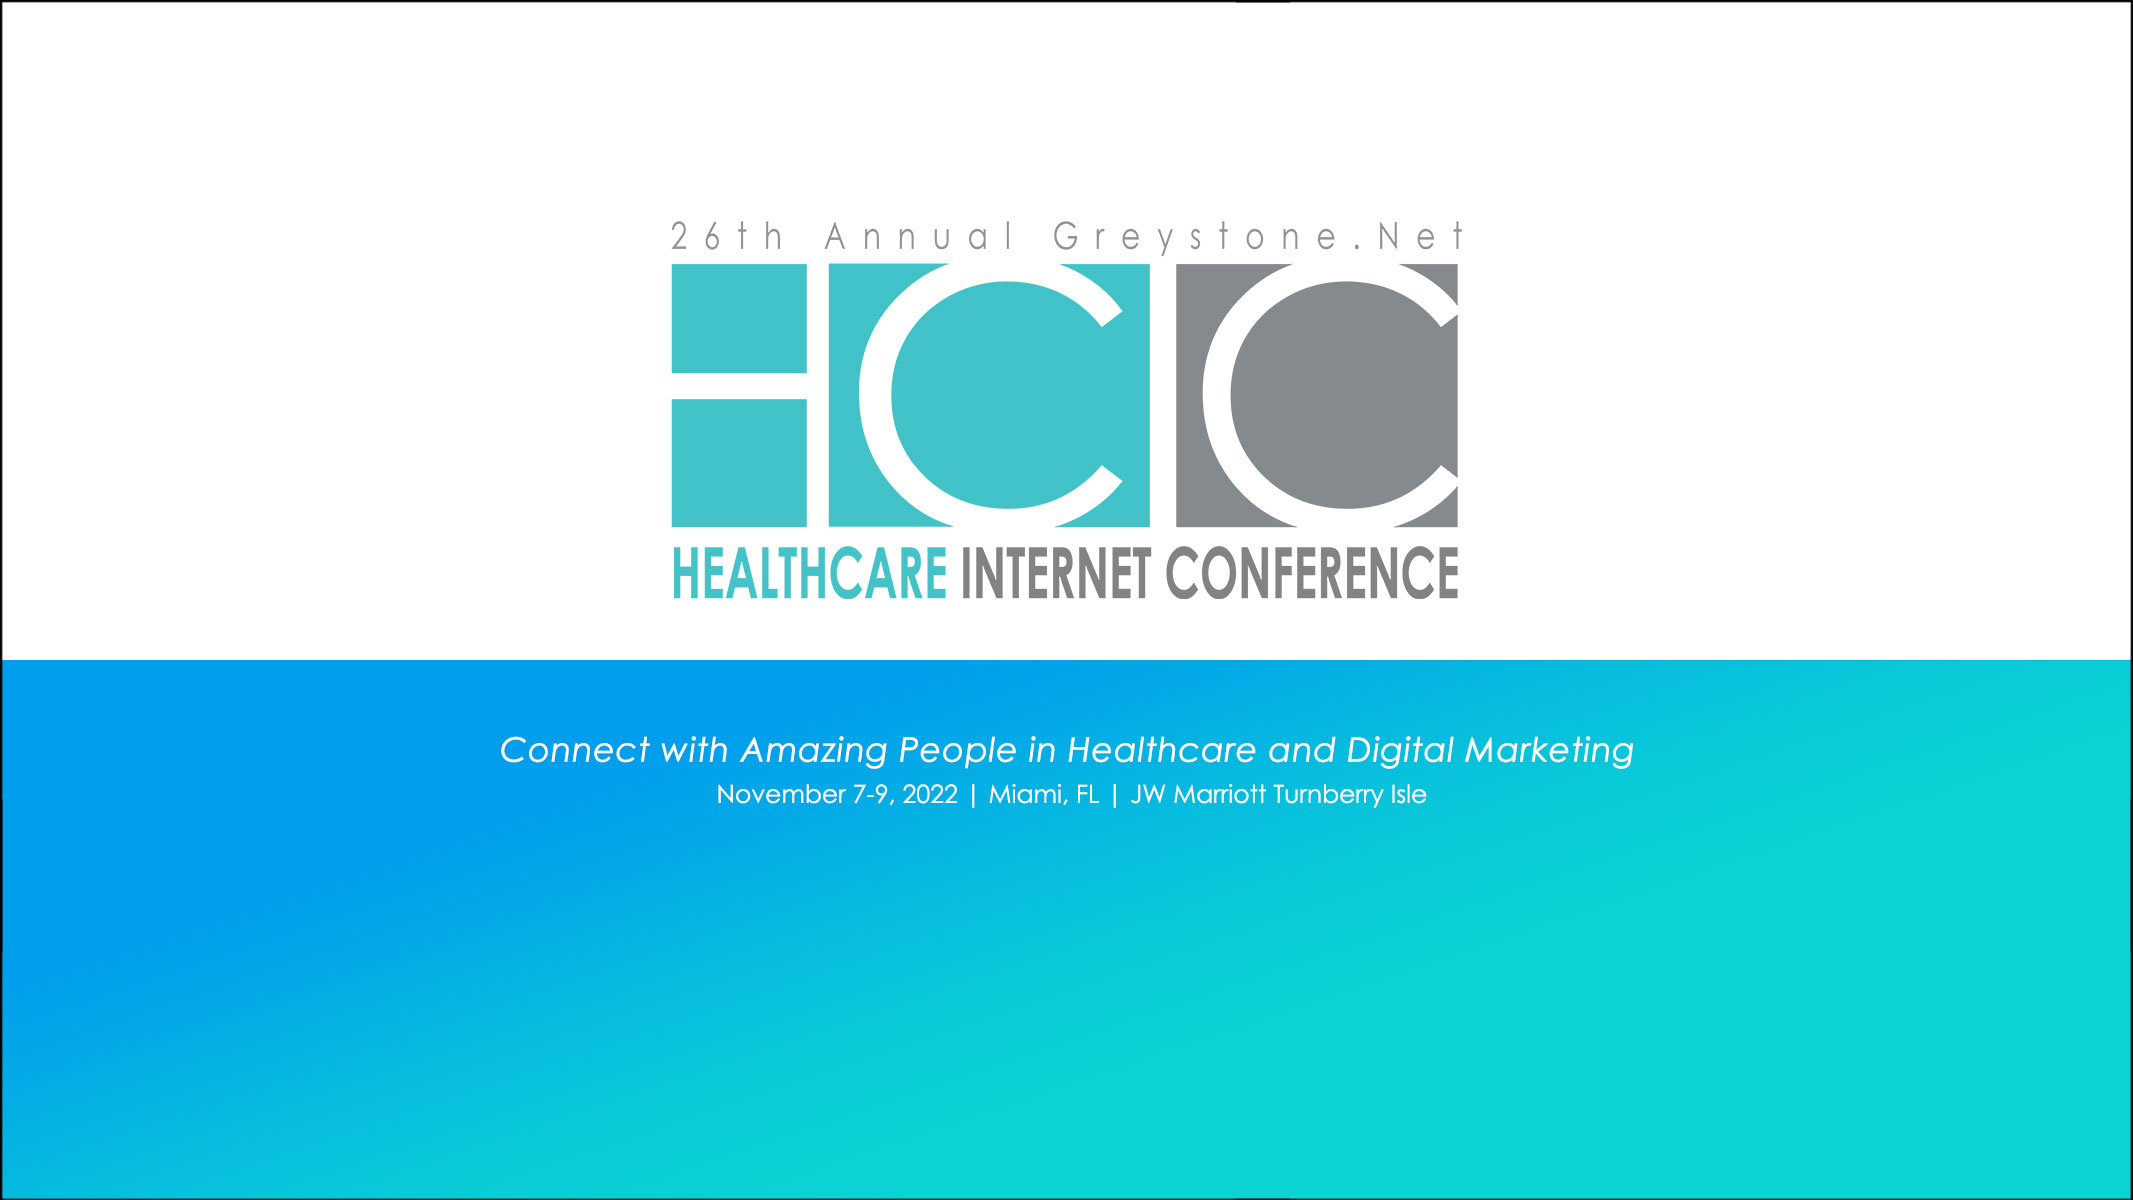 26th Annual Greystone.Net
HCIC
HEALTHCARE INTERNET CONFERENCE
Connect with Amazing People in Healthcare and Digital Marketing
November 7-9, 2022 | Miami, FL | JW Marriott Turnberry Isle